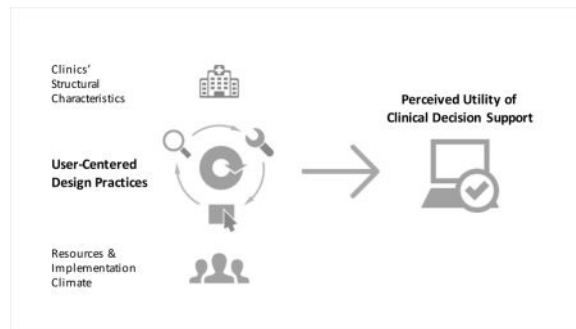 Clinics'
Structural
Characteristics
Perceived Utility of
Clinical Decision Support
User-Centered
Design Practices
Resources &
Implementation
Climate